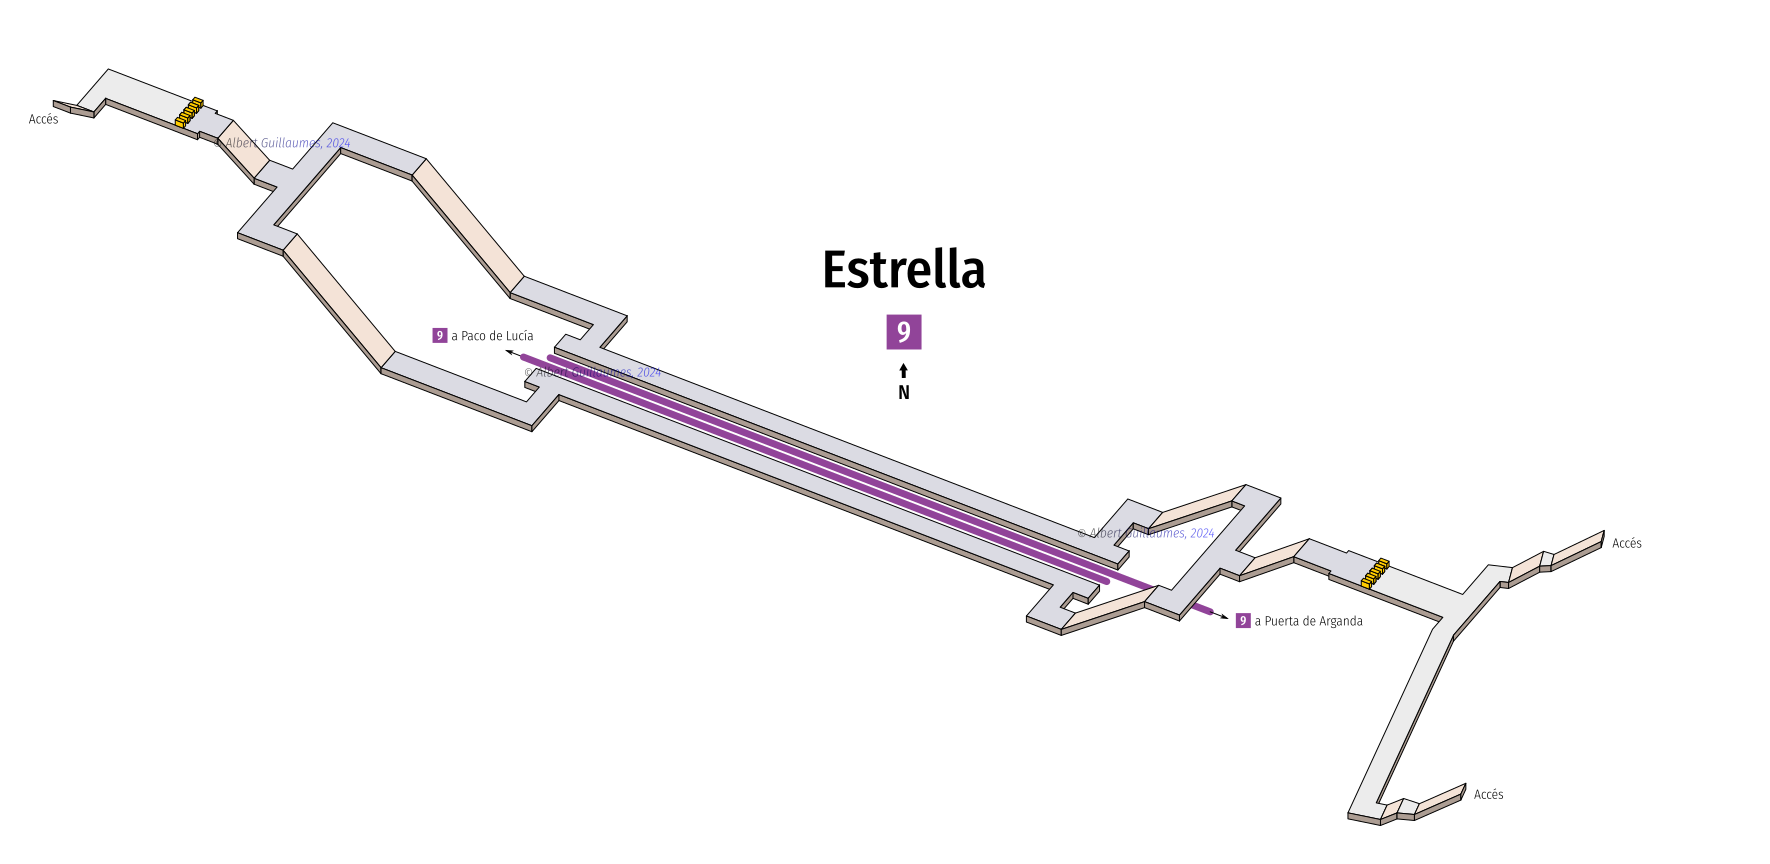 Accés
© Albert Guillaumes, 2024
Estrella
9
9 a Paco de Lucía
© Albert Guillaumes, 2024
N
© Albert Guillaumes, 2024
Accés
9 a Puerta de Arganda
Accés